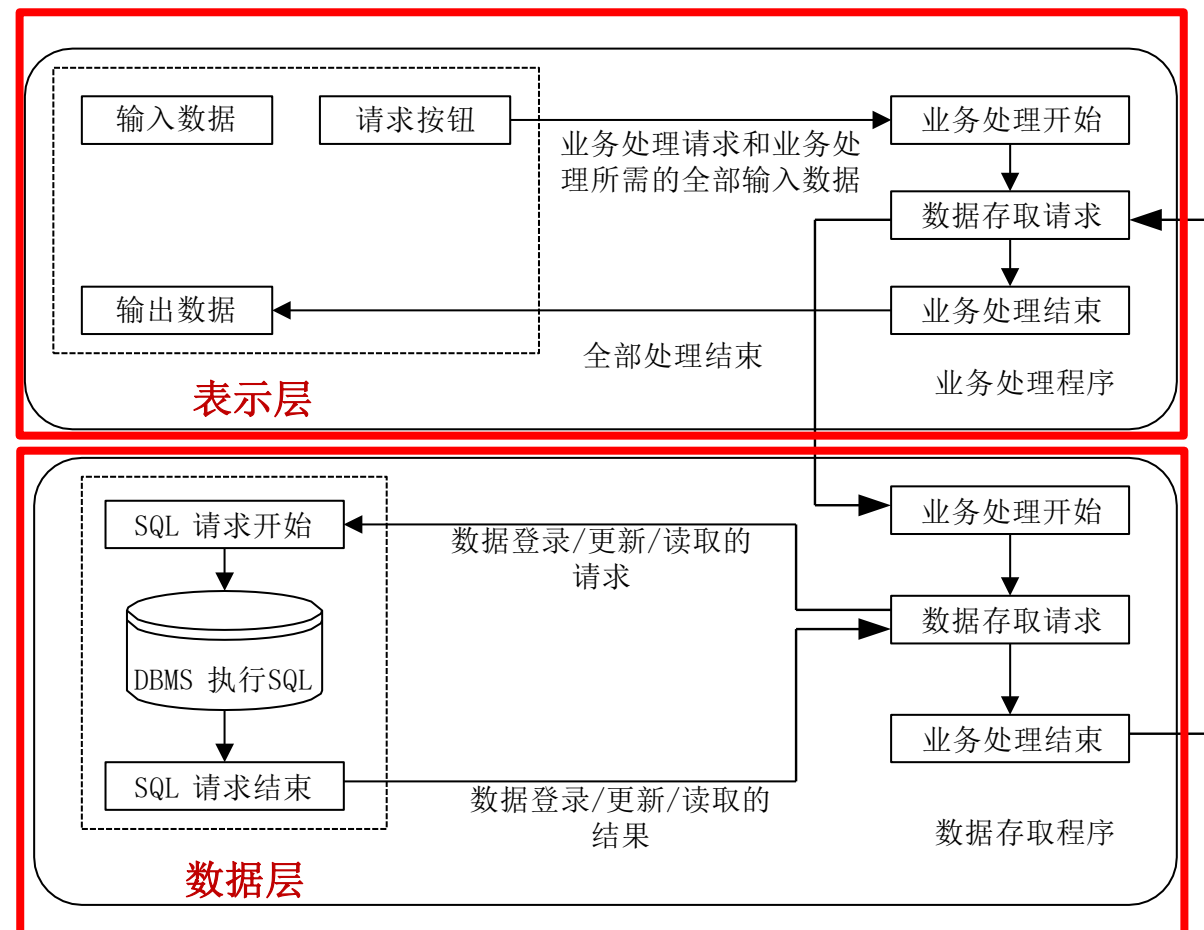 输入数据
请求按钮
业务处理开始
业务处理请求和业务处
理所需的全部输入数据
数据存取请求
输出数据
业务处理结束
全部处理结束
业务处理程序
表示层
SQL 请求开始
业务处理开始
数据登录/更新/读取的
请求
数据存取请求
DBMS 执行SQL
业务处理结束
SQL 请求结束
数据登录/更新/读取的
结果
数据存取程序
数据层